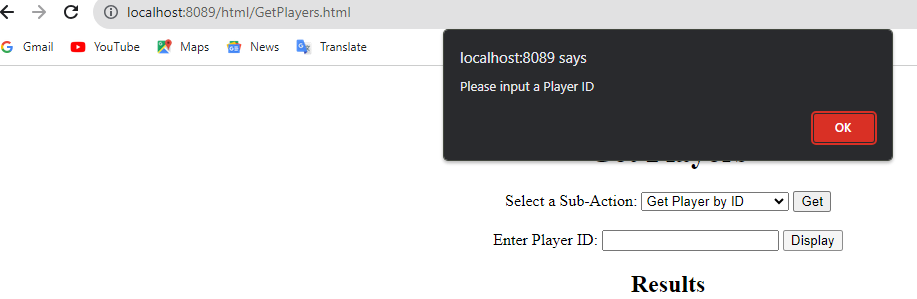 localhost:8089/html/GetPlayers.html
Gmail YouTube Maps News Translate
localhost:8089 says
Please input a Player ID
OK
Select a Sub-Action: Get Player by ID Get
Enter Player ID: Display
Results